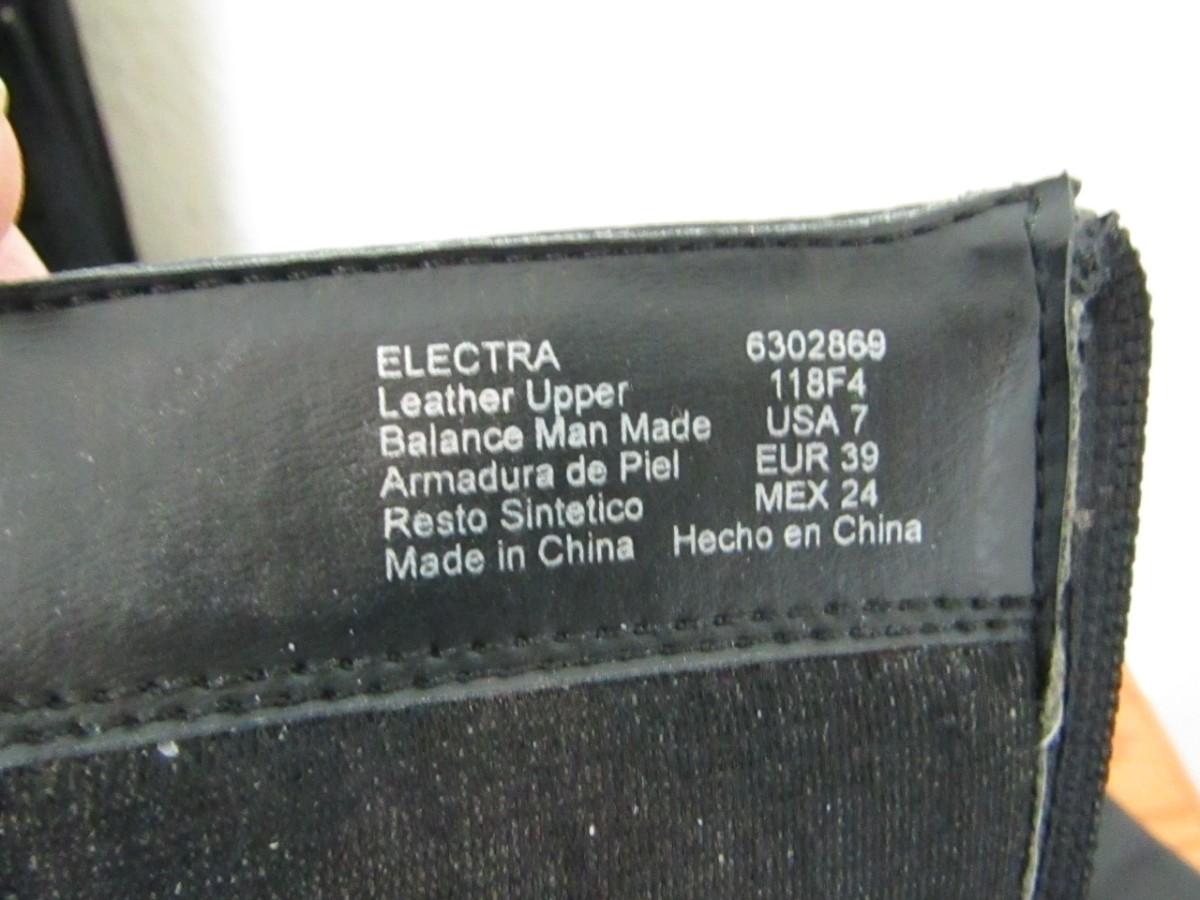 ELECTRA 6302869
Leather Upper 118F4
Balance Man Made USA 7
Armadura de Piel EUR 39
Resto Sintetico MEX 24
Made in China Hecho en China